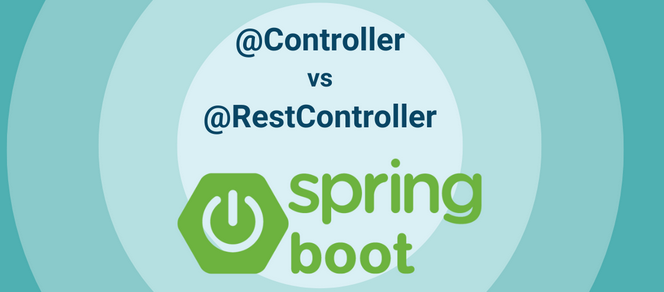 @Controller
vs
@RestController
spring
boot